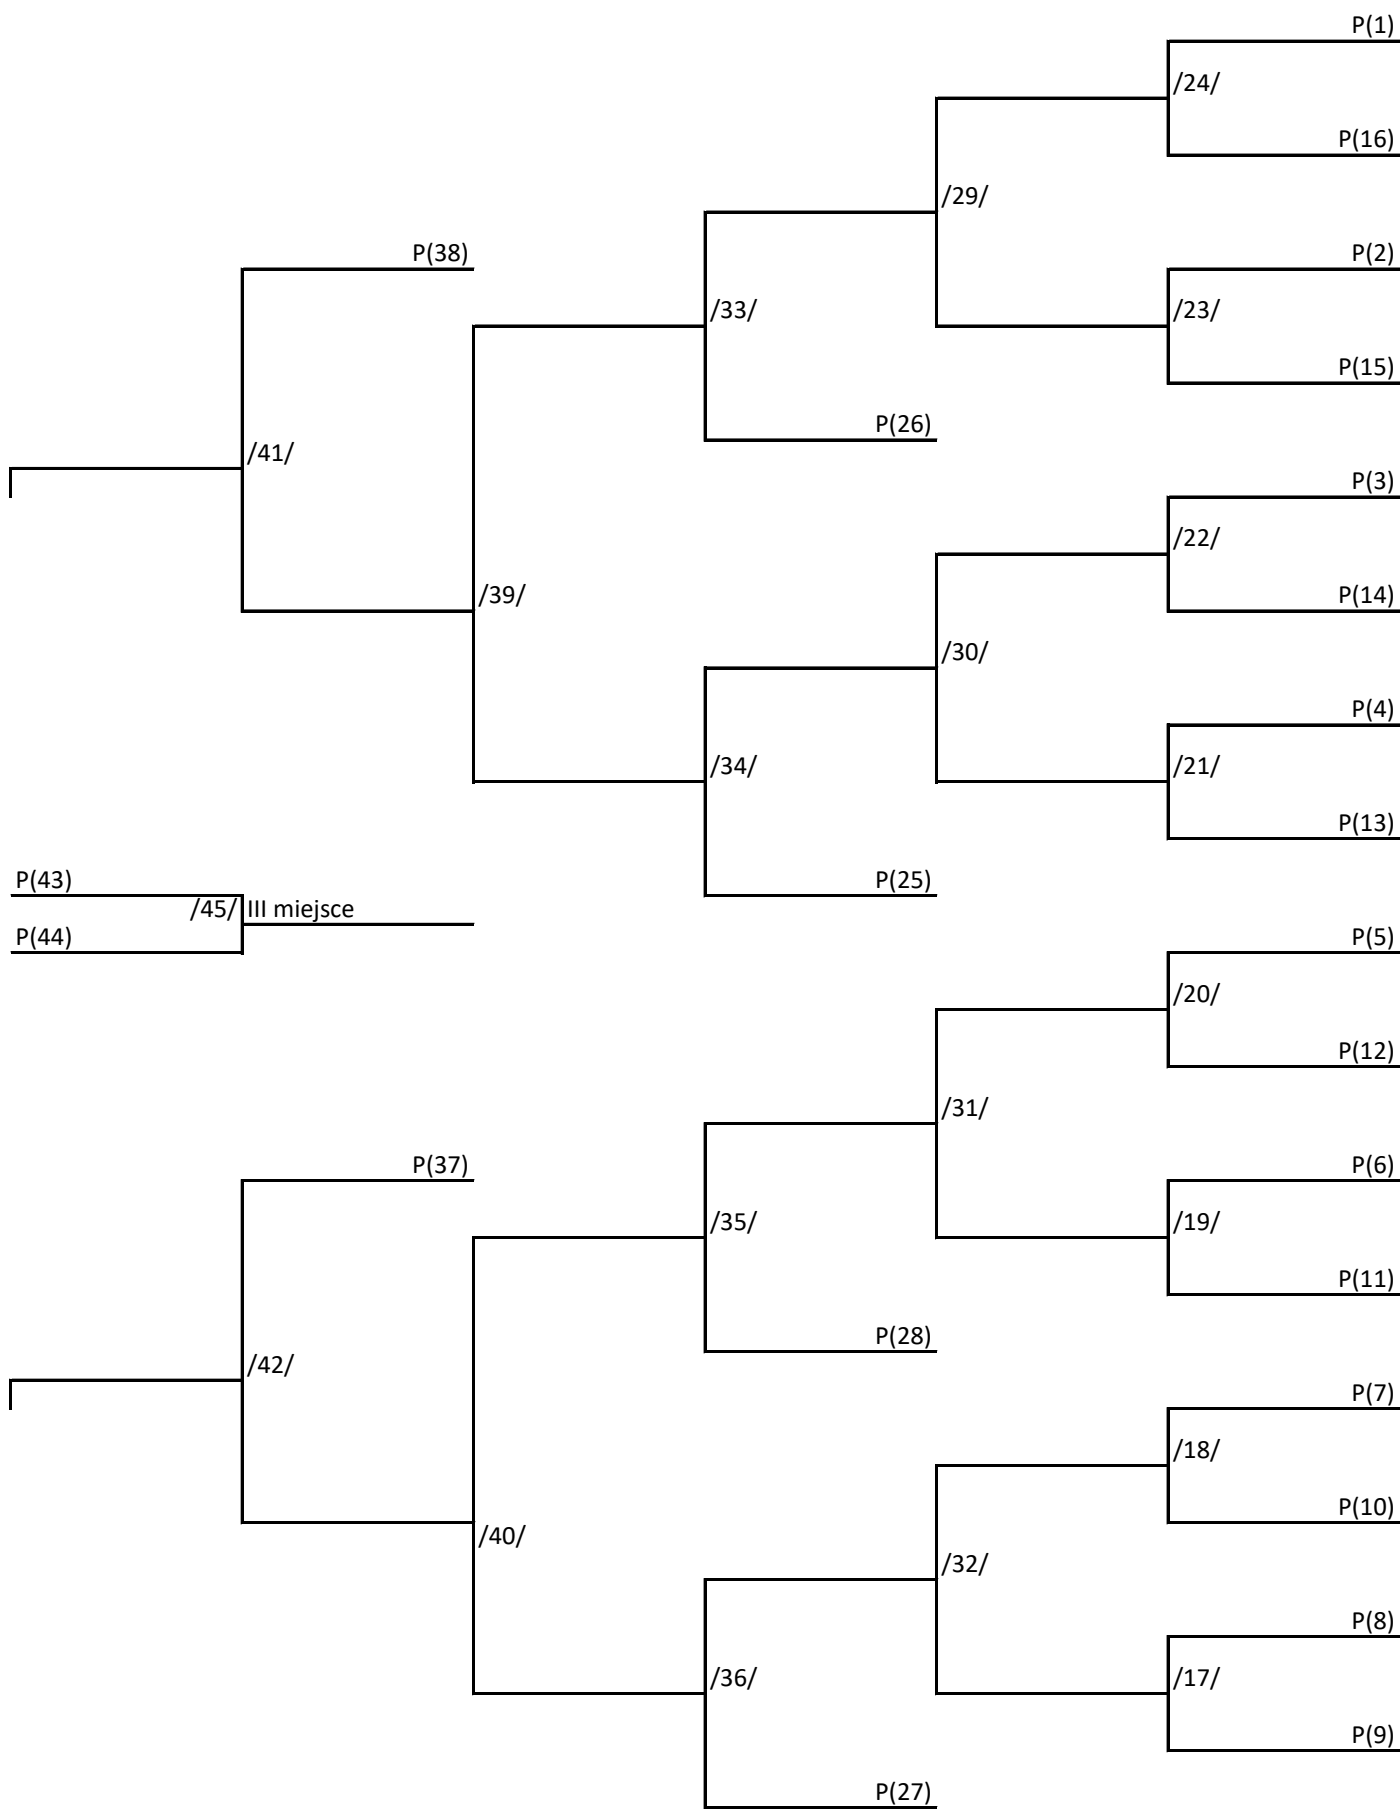 P(1)
/24/
P(16)
/29/
P(38)
P(2)
/33/
/23/
P(15)
P(26)
/41/
P(3)
/22/
/39/
P(14)
/30/
P(4)
/34/
/21/
P(13)
P(43)
P(25)
/45/ III miejsce
P(44)
P(5)
/20/
P(12)
/31/
P(37)
P(6)
/35/
/19/
P(11)
P(28)
/42/
P(7)
/18/
P(10)
/40/
/32/
P(8)
/36/
/17/
P(9)
P(27)